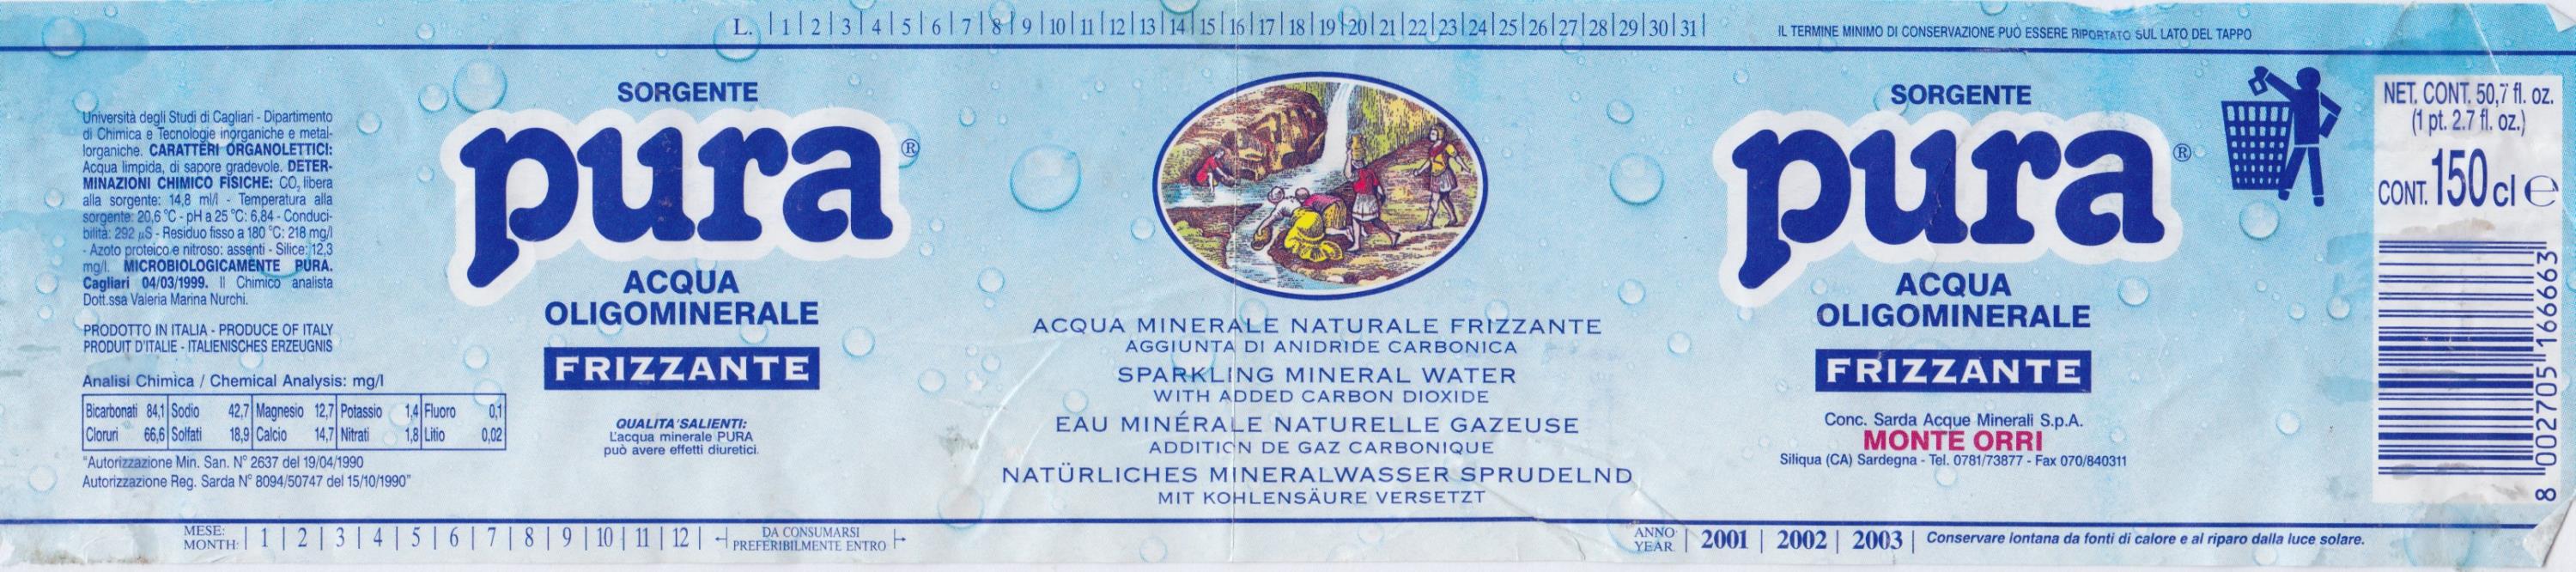 L. | 1 | 2 | 3 | 4 | 5 | 6 | 7 | 8 | 9 | 10 | 11 | 12 | 13 | 14 | 15 | 16 | 17 | 18 | 19 | 20 | 21 | 22 | 23 | 24 | 25 | 26 | 27 | 28 | 29 | 30 | 31 |
IL TERMINE MINIMO DI CONSERVAZIONE PUÒ ESSERE RIPORTATO SUL LATO DEL TAPPO
Università degli Studi di Cagliari - Dipartimento
di Chimica e Tecnologie inorganiche e metal-
lorganiche. CARATTERI ORGANOLETTICI:
Acqua limpida, di sapore gradevole. DETER-
MINAZIONI CHIMICO FISICHE: CO₂ libera
alla sorgente: 14,8 ml/l - Temperatura alla
sorgente: 20,6 °C - pH a 25 °C: 6,84 - Conduci-
bilità: 292 µS - Residuo fisso a 180 °C: 218 mg/l
- Azoto proteico e nitroso: assenti - Silice: 12,3
mg/l. MICROBIOLOGICAMENTE PURA.
Cagliari 04/03/1999. Il Chimico analista
Dott.ssa Valeria Marina Nurchi.
PRODOTTO IN ITALIA - PRODUCE OF ITALY
PRODUIT D'ITALIE - ITALIENISCHES ERZEUGNIS
Analisi Chimica / Chemical Analysis: mg/l
Bicarbonati 84,1 Sodio 42,7 Magnesio 12,7 Potassio 1,4 Fluoro 0,1
Cloruri 66,6 Solfati 18,9 Calcio 14,7 Nitrati 1,8 Litio 0,02
"Autorizzazione Min. San. N° 2637 del 19/04/1990
Autorizzazione Reg. Sarda N° 8094/50747 del 15/10/1990"
SORGENTE
pura®
ACQUA
OLIGOMINERALE
FRIZZANTE
QUALITA' SALIENTI:
L'acqua minerale PURA
può avere effetti diuretici.
ACQUA MINERALE NATURALE FRIZZANTE
AGGIUNTA DI ANIDRIDE CARBONICA
SPARKLING MINERAL WATER
WITH ADDED CARBON DIOXIDE
EAU MINÉRALE NATURELLE GAZEUSE
ADDITION DE GAZ CARBONIQUE
NATÜRLICHES MINERALWASSER SPRUDELND
MIT KOHLENSÄURE VERSETZT
SORGENTE
pura®
ACQUA
OLIGOMINERALE
FRIZZANTE
Conc. Sarda Acque Minerali S.p.A.
MONTE ORRI
Siliqua (CA) Sardegna - Tel. 0781/73877 - Fax 070/840311
NET. CONT. 50,7 fl. oz.
(1 pt. 2.7 fl. oz.)
CONT. 150 cl ℮
8 002705 166663
MESE: MONTH: | 1 | 2 | 3 | 4 | 5 | 6 | 7 | 8 | 9 | 10 | 11 | 12 |
DA CONSUMARSI
PREFERIBILMENTE ENTRO
ANNO YEAR | 2001 | 2002 | 2003 | Conservare lontana da fonti di calore e al riparo dalla luce solare.